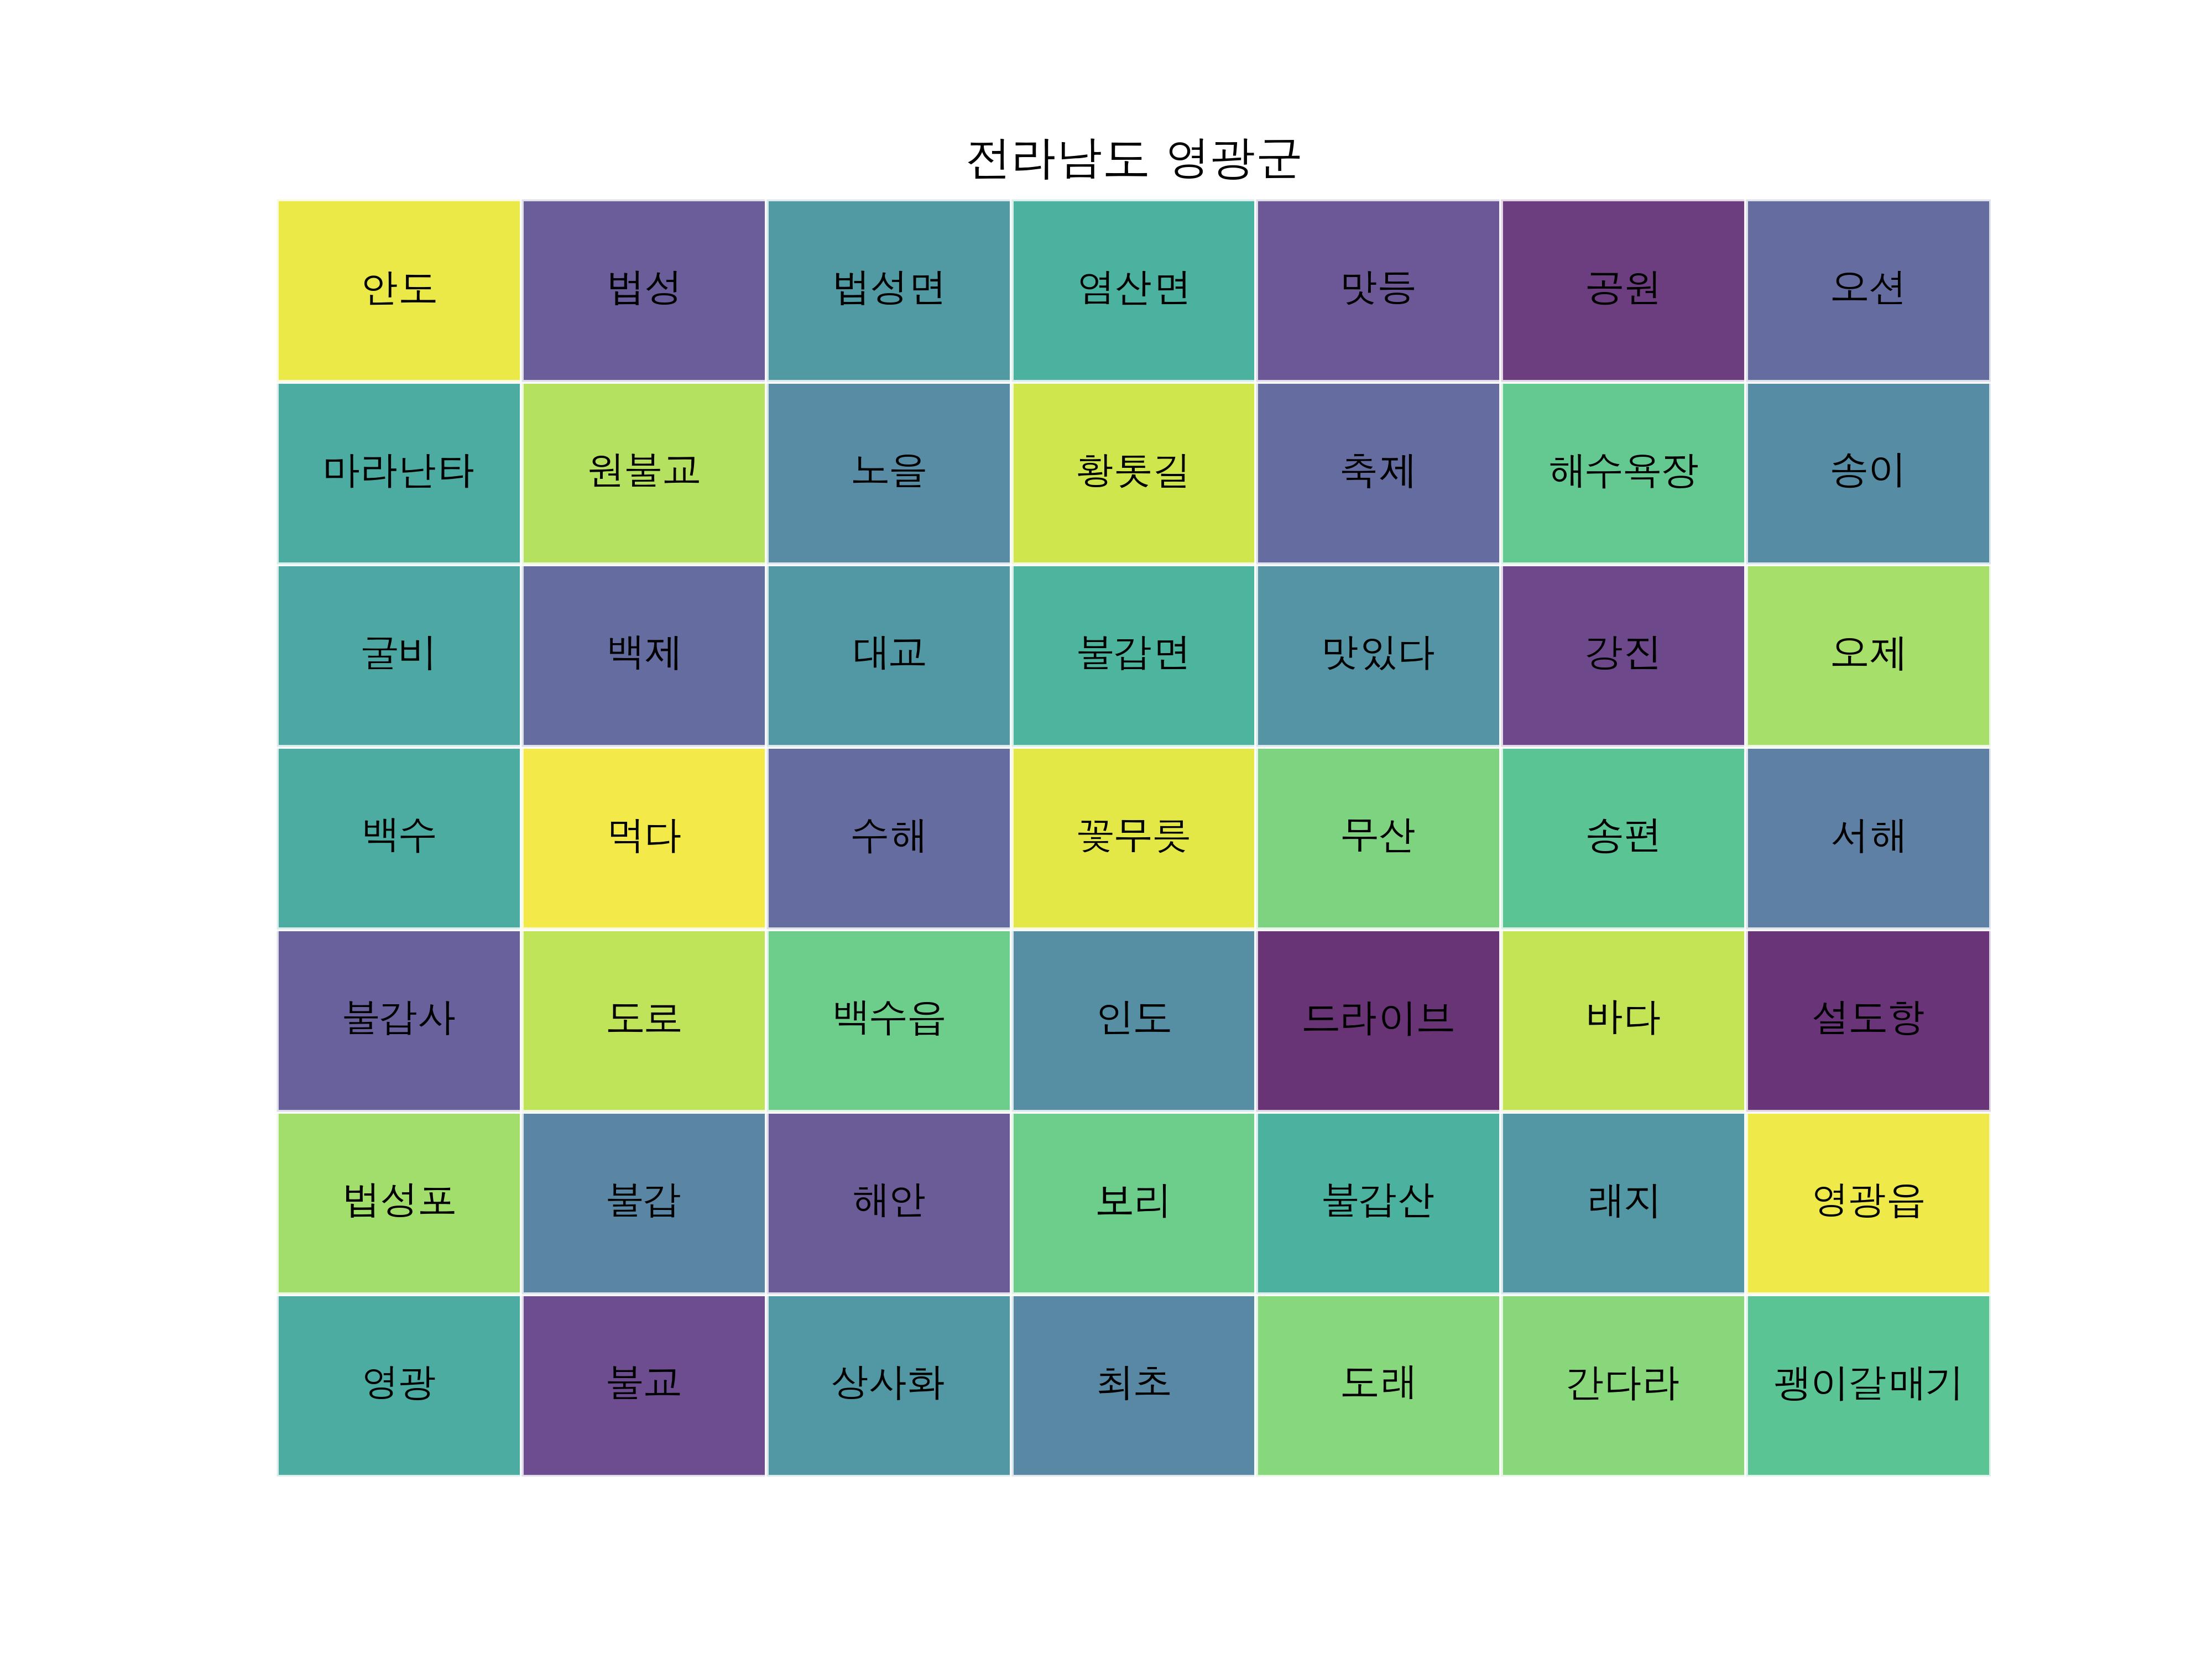 전라남도 영광군
안도 법성 법성면 염산면 맛등 공원 오션
마라난타 원불교 노을 황톳길 축제 해수욕장 송이
굴비 백제 대교 불갑면 맛있다 강진 오제
백수 먹다 수해 꽃무릇 무산 송편 서해
불갑사 도로 백수읍 인도 드라이브 바다 설도항
법성포 불갑 해안 보리 불갑산 래지 영광읍
영광 불교 상사화 최초 도래 간다라 괭이갈매기